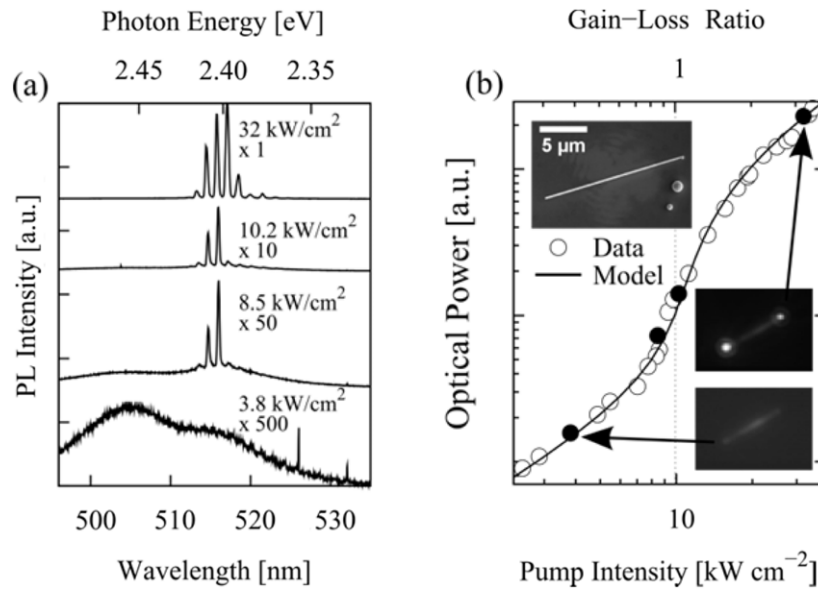 Photon Energy [eV]
2.45 2.40 2.35
(a)
32 kW/cm²
x 1
10.2 kW/cm²
x 10
8.5 kW/cm²
x 50
3.8 kW/cm²
x 500
PL Intensity [a.u.]
500 510 520 530
Wavelength [nm]
Gain−Loss Ratio
1
(b)
5 μm
Data
Model
Optical Power [a.u.]
10
Pump Intensity [kW cm⁻²]